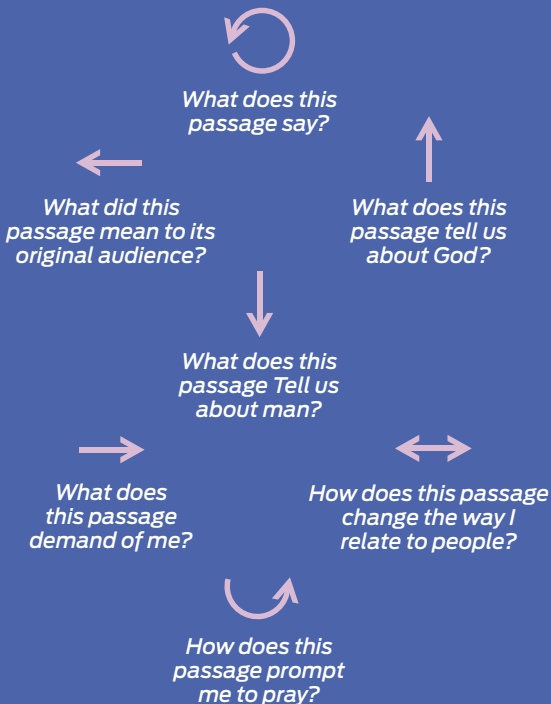 What does this
passage say?
What did this
passage mean to its
original audience?
What does this
passage tell us
about God?
What does this
passage Tell us
about man?
What does
this passage
demand of me?
How does this passage
change the way I
relate to people?
How does this
passage prompt
me to pray?